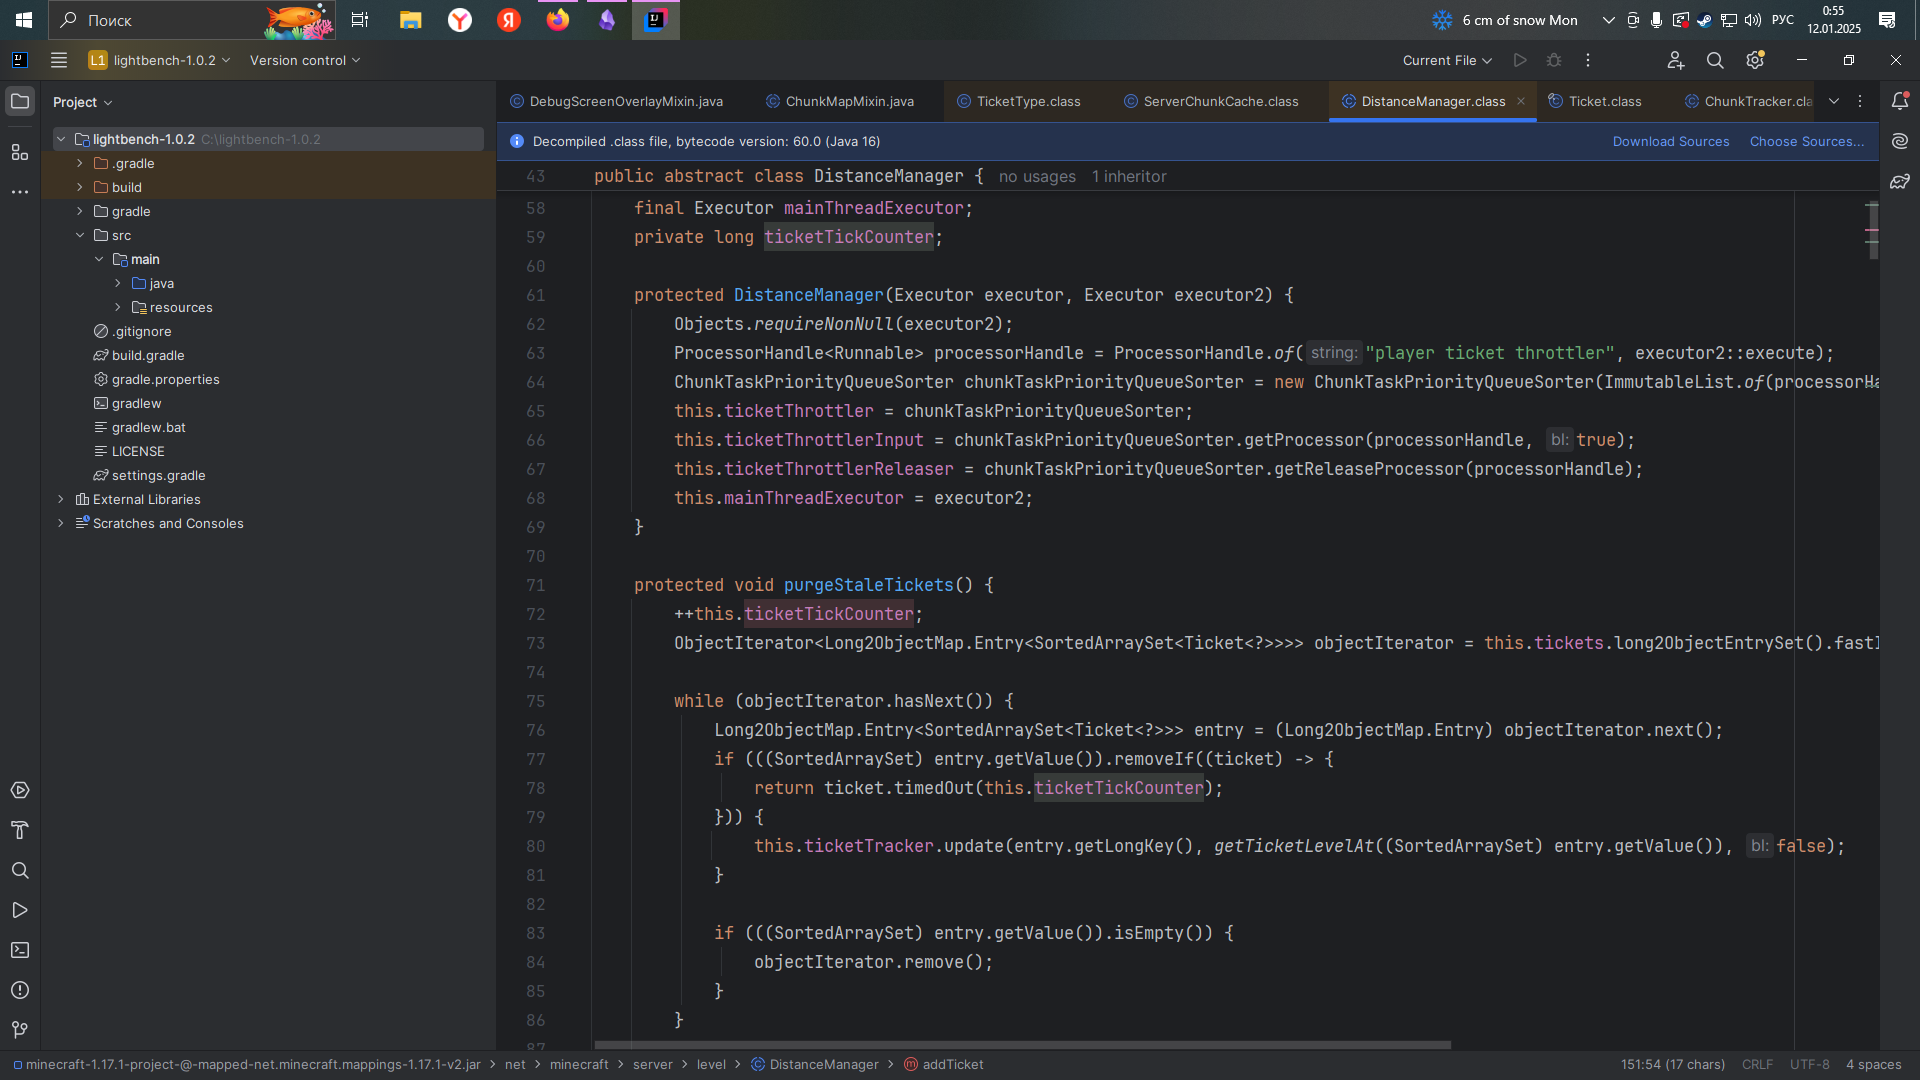 Поиск
6 cm of snow Mon
РУС
0:55
12.01.2025
L1 lightbench-1.0.2
Version control
Current File
Project
DebugScreenOverlayMixin.java
ChunkMapMixin.java
TicketType.class
ServerChunkCache.class
DistanceManager.class
Ticket.class
ChunkTracker.cla
lightbench-1.0.2 C:\lightbench-1.0.2
.gradle
build
gradle
src
main
java
resources
.gitignore
build.gradle
gradle.properties
gradlew
gradlew.bat
LICENSE
settings.gradle
External Libraries
Scratches and Consoles
Decompiled .class file, bytecode version: 60.0 (Java 16)
Download Sources
Choose Sources...
43 public abstract class DistanceManager { no usages 1 inheritor
58 final Executor mainThreadExecutor;
59 private long ticketTickCounter;
60
61 protected DistanceManager(Executor executor, Executor executor2) {
62 Objects.requireNonNull(executor2);
63 ProcessorHandle<Runnable> processorHandle = ProcessorHandle.of( string: "player ticket throttler", executor2::execute);
64 ChunkTaskPriorityQueueSorter chunkTaskPriorityQueueSorter = new ChunkTaskPriorityQueueSorter(ImmutableList.of(processorHa
65 this.ticketThrottler = chunkTaskPriorityQueueSorter;
66 this.ticketThrottlerInput = chunkTaskPriorityQueueSorter.getProcessor(processorHandle, bl: true);
67 this.ticketThrottlerReleaser = chunkTaskPriorityQueueSorter.getReleaseProcessor(processorHandle);
68 this.mainThreadExecutor = executor2;
69 }
70
71 protected void purgeStaleTickets() {
72 ++this.ticketTickCounter;
73 ObjectIterator<Long2ObjectMap.Entry<SortedArraySet<Ticket<?>>>> objectIterator = this.tickets.long2ObjectEntrySet().fastI
74
75 while (objectIterator.hasNext()) {
76 Long2ObjectMap.Entry<SortedArraySet<Ticket<?>>> entry = (Long2ObjectMap.Entry) objectIterator.next();
77 if (((SortedArraySet) entry.getValue()).removeIf((ticket) -> {
78 return ticket.timedOut(this.ticketTickCounter);
79 })) {
80 this.ticketTracker.update(entry.getLongKey(), getTicketLevelAt((SortedArraySet) entry.getValue()), bl: false);
81 }
82
83 if (((SortedArraySet) entry.getValue()).isEmpty()) {
84 objectIterator.remove();
85 }
86 }
87
minecraft-1.17.1-project-@-mapped-net.minecraft.mappings-1.17.1-v2.jar
net
minecraft
server
level
DistanceManager
addTicket
151:54 (17 chars)
CRLF
UTF-8
4 spaces